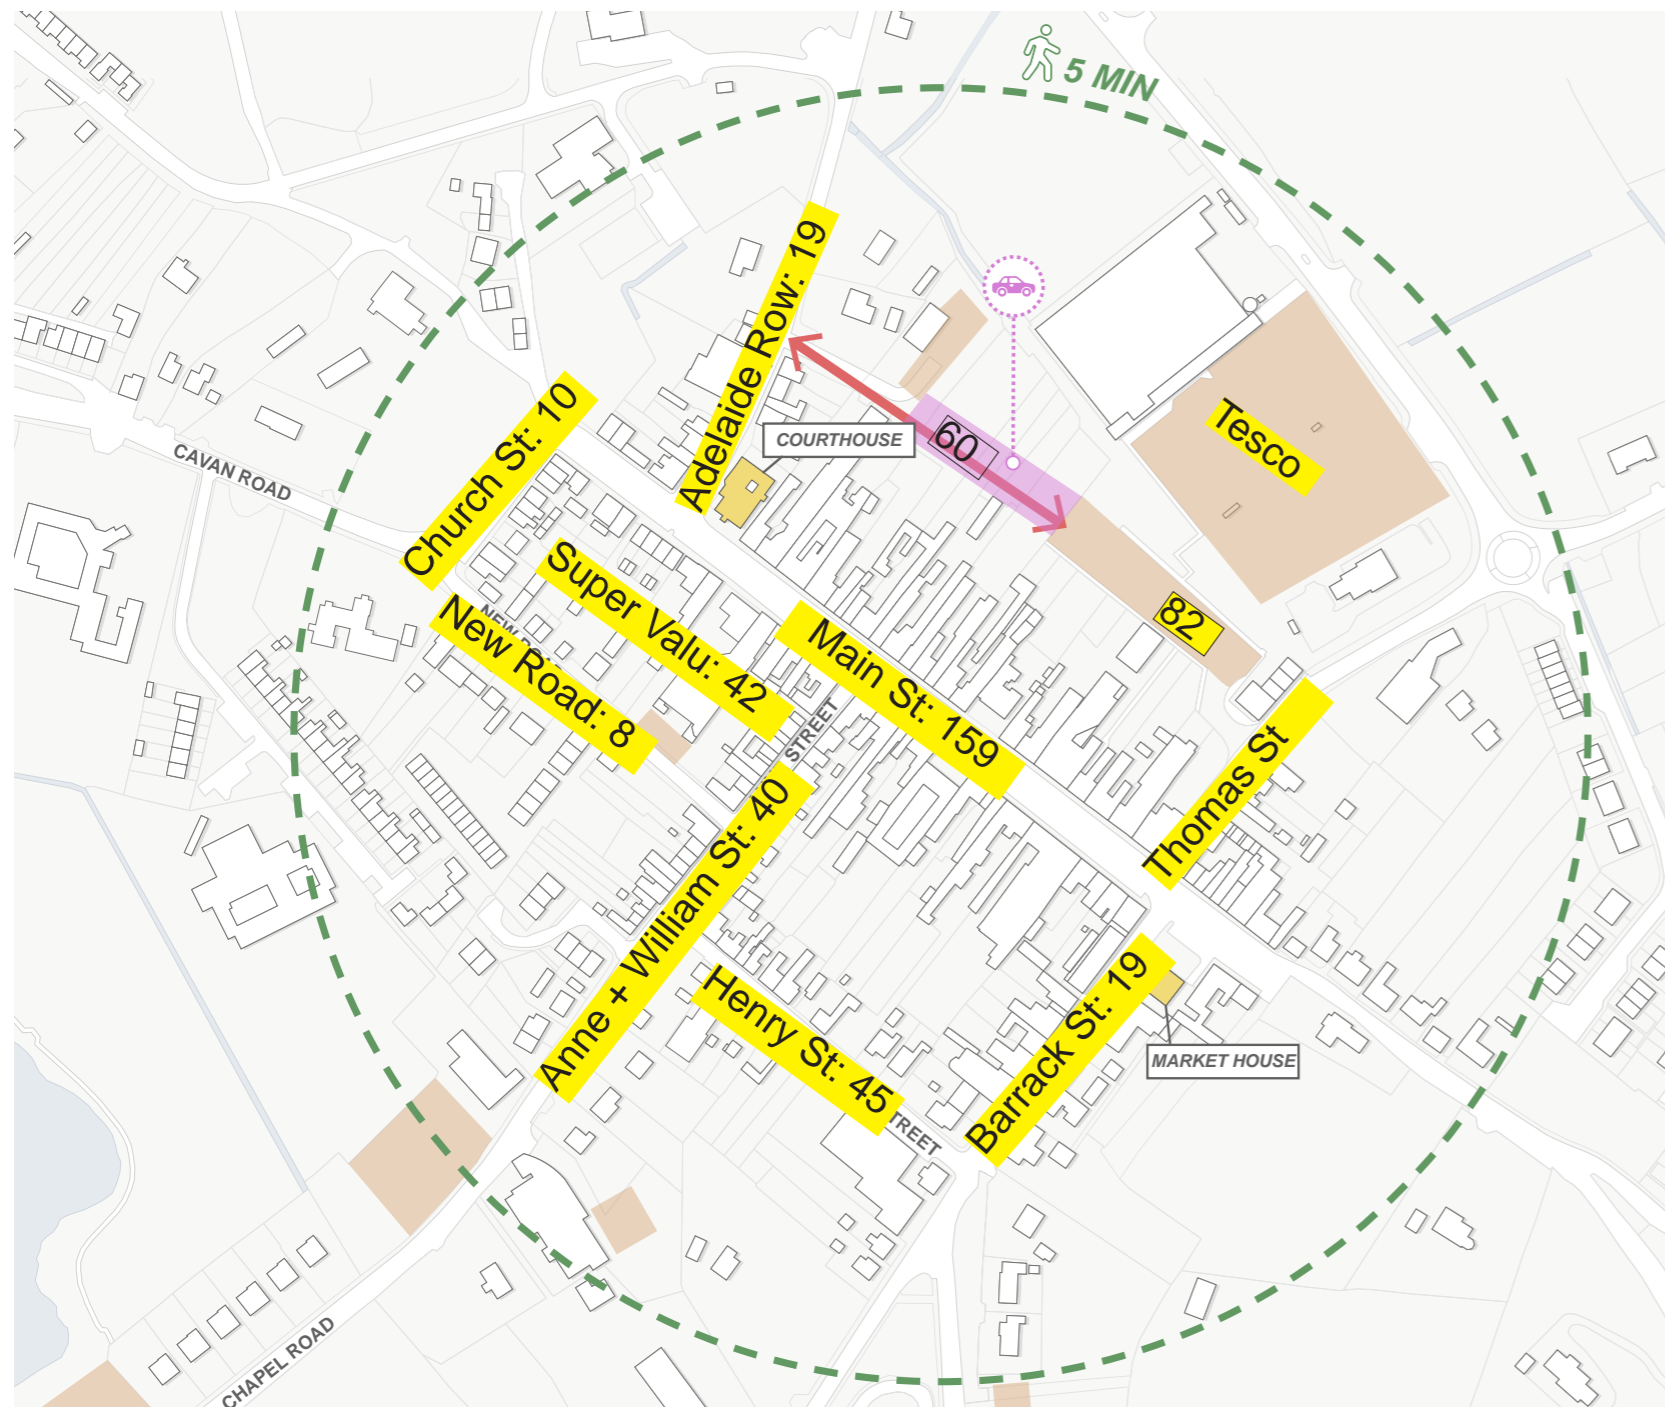 5 MIN
Adelaide Row: 19
Church St: 10
COURTHOUSE
60
Tesco
CAVAN ROAD
Super Valu: 42
NEW
New Road: 8
Main St: 159
82
STREET
Thomas St
Anne + William St: 40
Henry St: 45
TREET
Barrack St: 19
MARKET HOUSE
CHAPEL ROAD